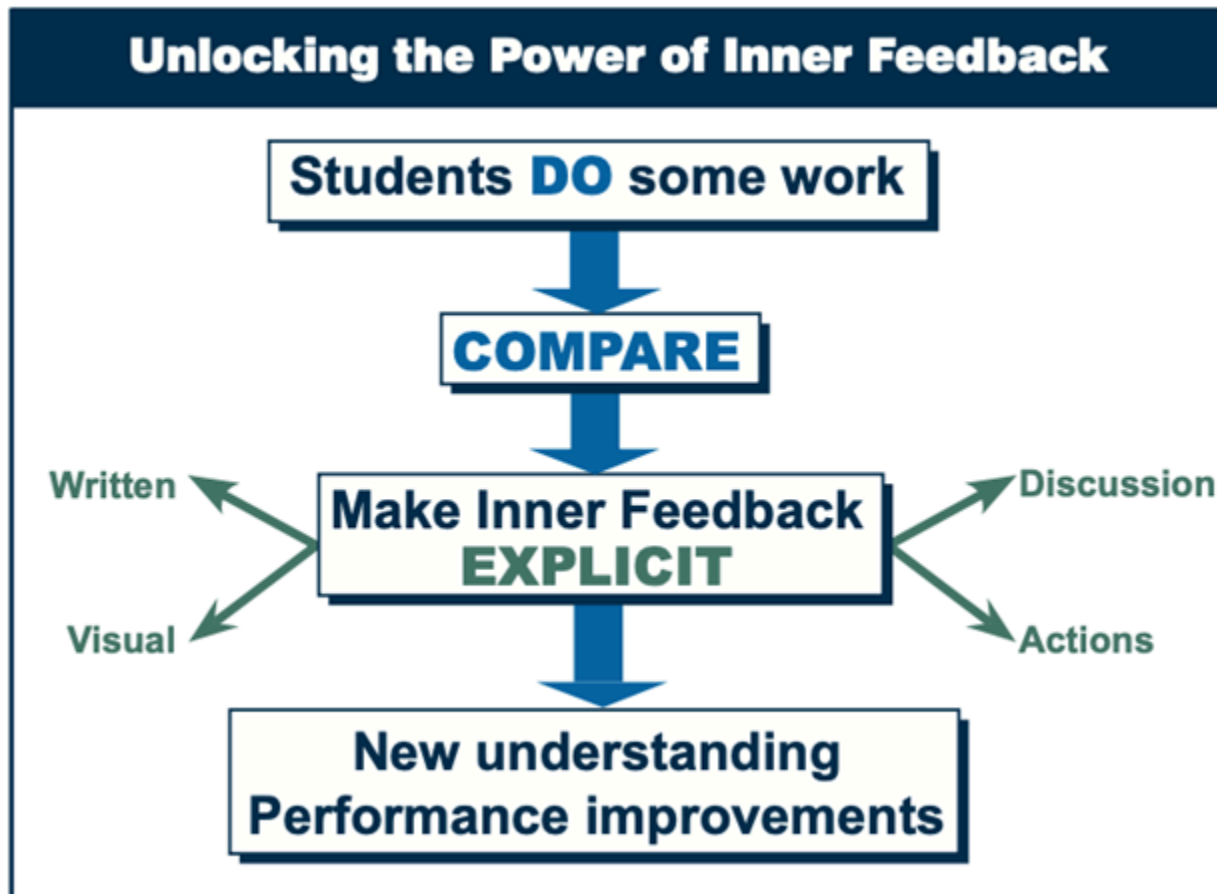 Unlocking the Power of Inner Feedback
Students DO some work
COMPARE
Written
Make Inner Feedback
EXPLICIT
Discussion
Visual
Actions
New understanding
Performance improvements